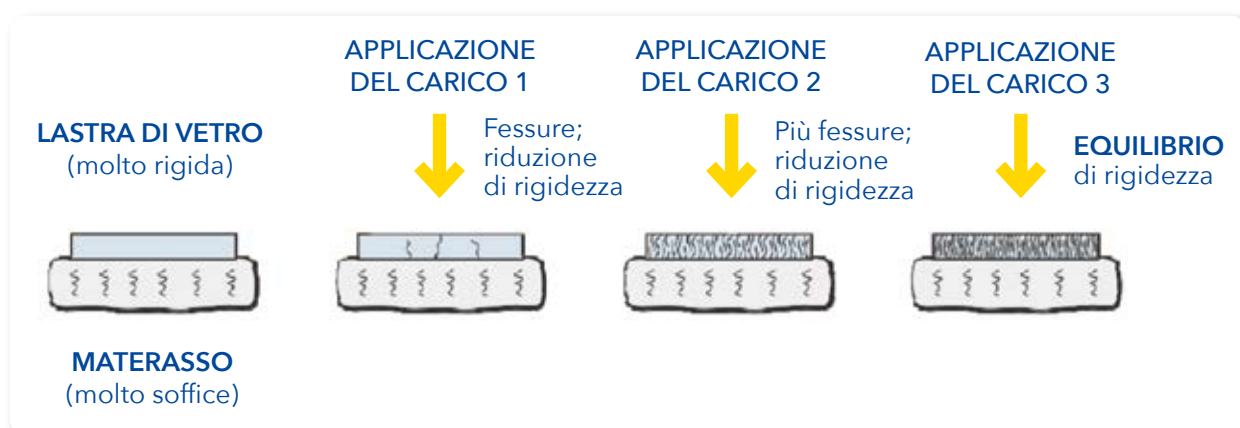 LASTRA DI VETRO
(molto rigida)
MATERASSO
(molto soffice)
APPLICAZIONE
DEL CARICO 1
Fessure;
riduzione
di rigidezza
APPLICAZIONE
DEL CARICO 2
Più fessure;
riduzione
di rigidezza
APPLICAZIONE
DEL CARICO 3
EQUILIBRIO
di rigidezza